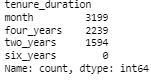 tenure_duration
month 3199
four_years 2239
two_years 1594
six_years 0
Name: count, dtype: int64